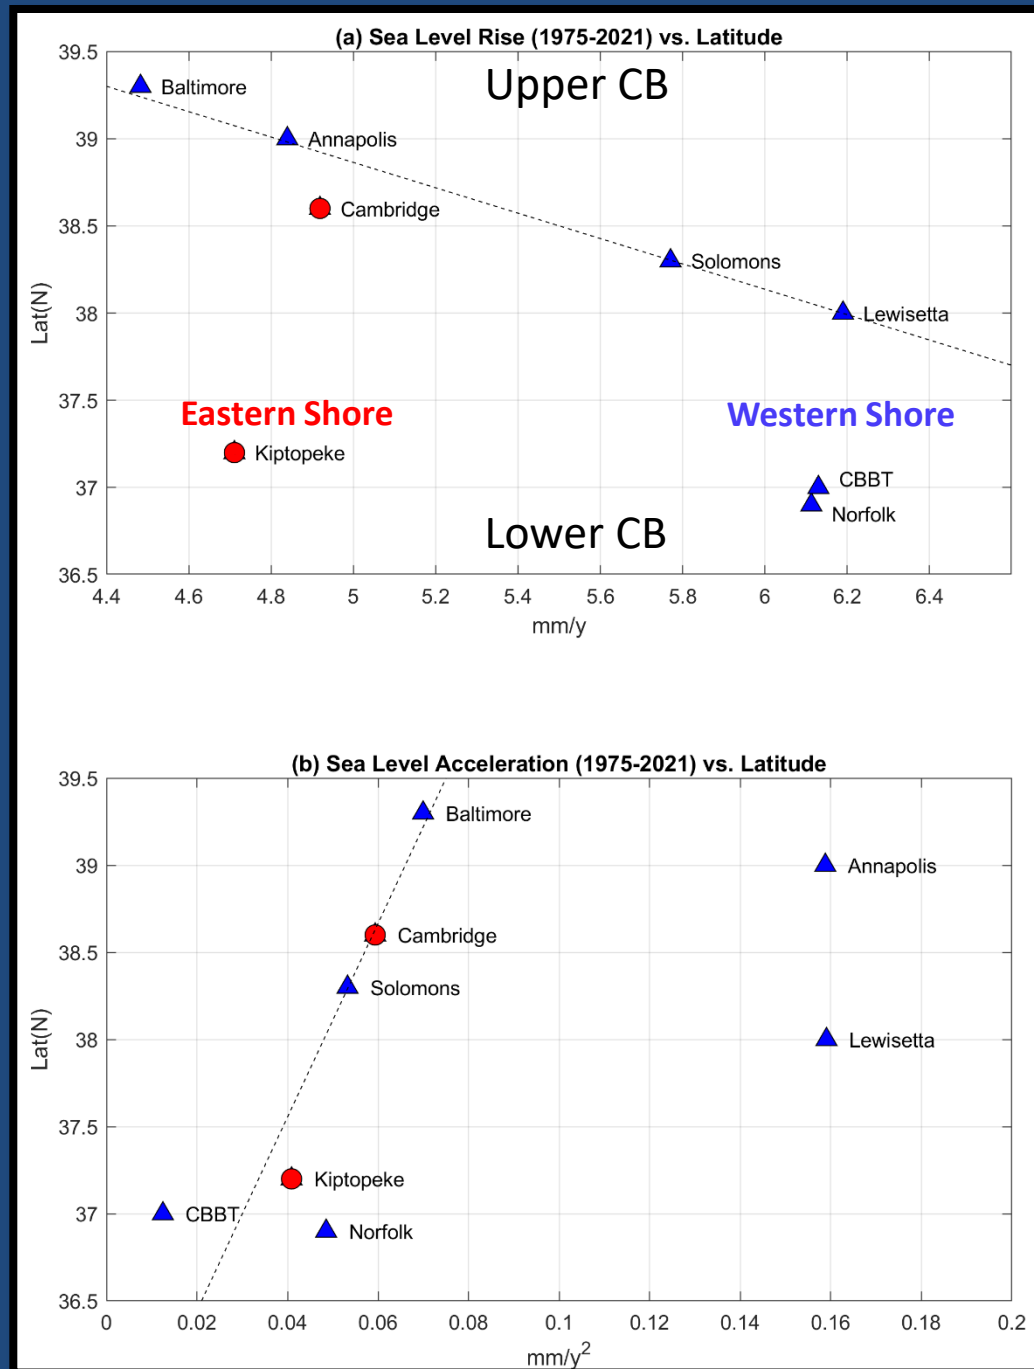 (a) Sea Level Rise (1975-2021) vs. Latitude
39.5
39
38.5
38
37.5
37
36.5
Lat(N)
Upper CB
Baltimore
Annapolis
Cambridge
Solomons
Lewisetta
Eastern Shore
Western Shore
Kiptopeke
CBBT
Norfolk
Lower CB
4.4 4.6 4.8 5 5.2 5.4 5.6 5.8 6 6.2 6.4
mm/y
(b) Sea Level Acceleration (1975-2021) vs. Latitude
39.5
39
38.5
38
37.5
37
36.5
Lat(N)
Baltimore
Annapolis
Cambridge
Solomons
Lewisetta
Kiptopeke
CBBT
Norfolk
0 0.02 0.04 0.06 0.08 0.1 0.12 0.14 0.16 0.18 0.2
mm/y²